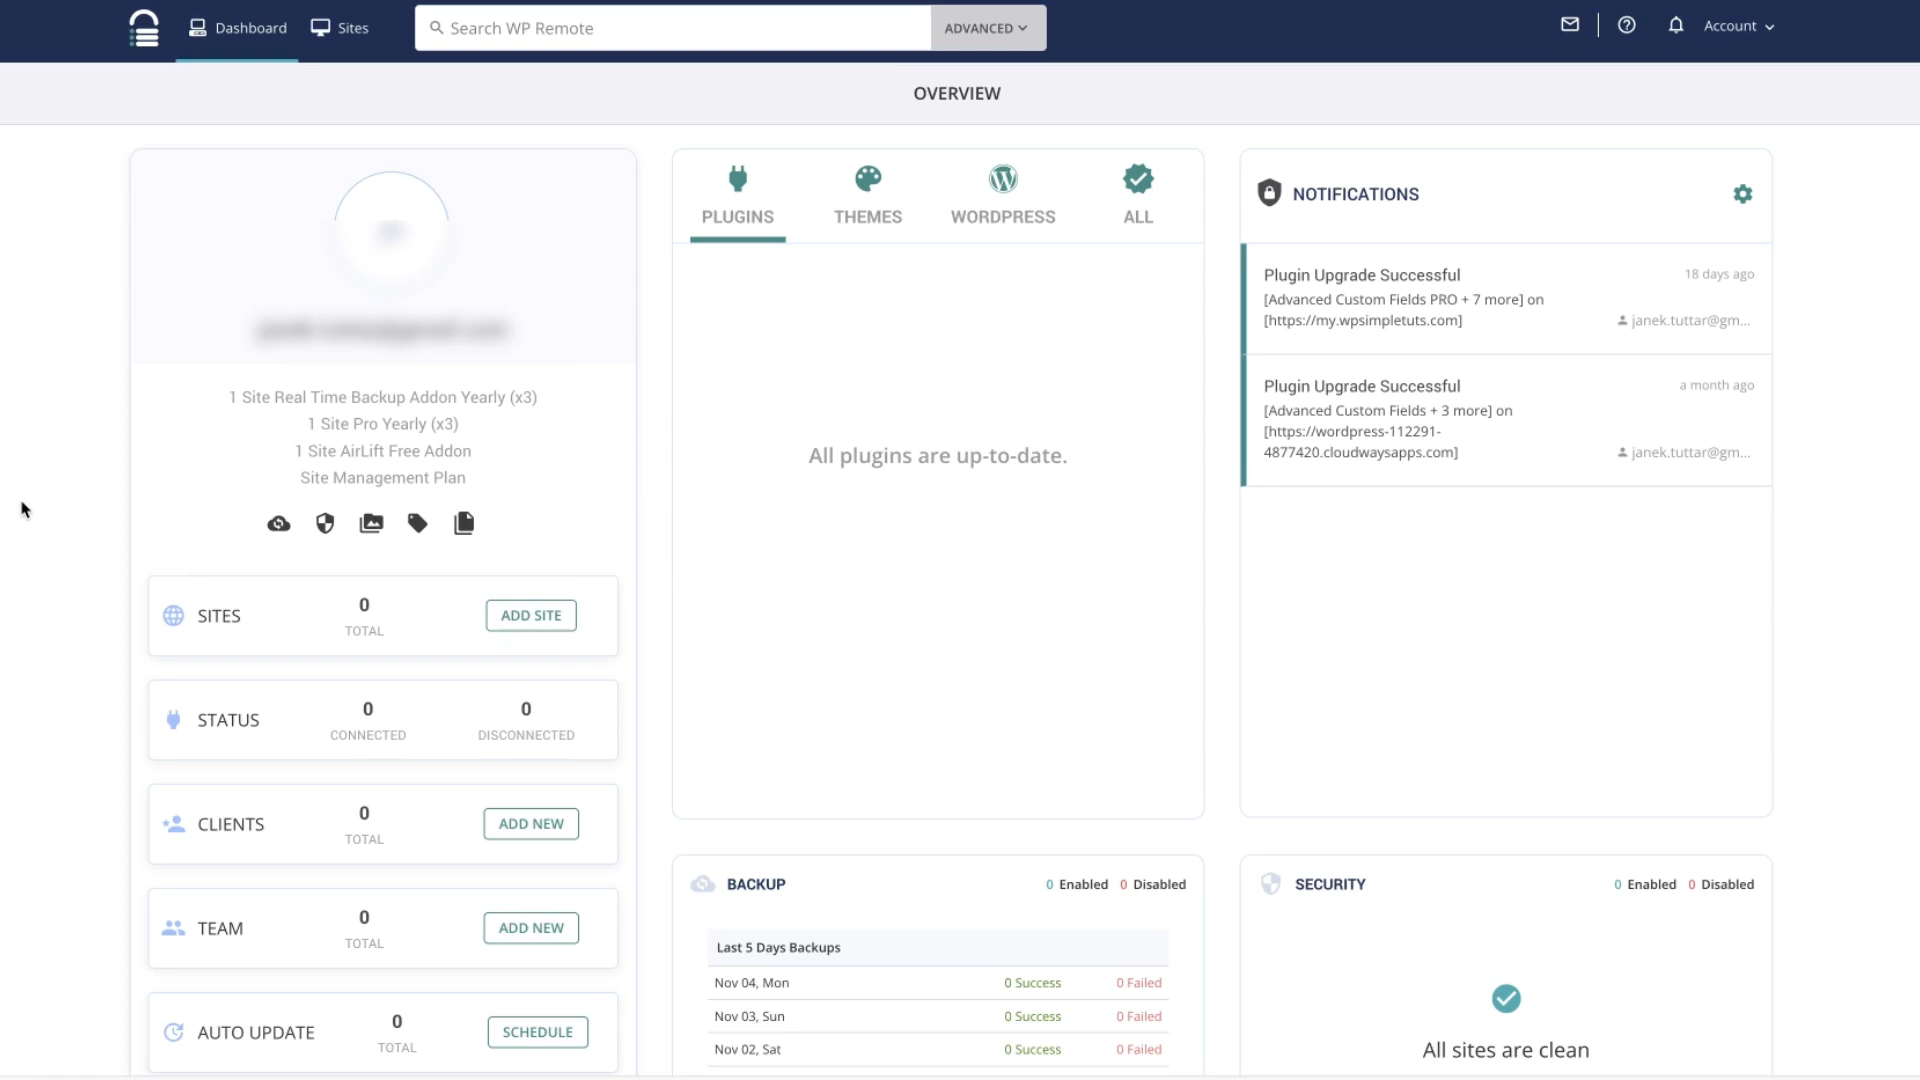 Dashboard
Sites
Search WP Remote
ADVANCED
Account
OVERVIEW
1 Site Real Time Backup Addon Yearly (x3)
1 Site Pro Yearly (x3)
1 Site AirLift Free Addon
Site Management Plan
SITES
0
TOTAL
ADD SITE
STATUS
0
CONNECTED
0
DISCONNECTED
CLIENTS
0
TOTAL
ADD NEW
TEAM
0
TOTAL
ADD NEW
AUTO UPDATE
0
TOTAL
SCHEDULE
PLUGINS
THEMES
WORDPRESS
ALL
All plugins are up-to-date.
NOTIFICATIONS
Plugin Upgrade Successful
18 days ago
[Advanced Custom Fields PRO + 7 more] on
[https://my.wpsimpletuts.com]
janek.tuttar@gm...
Plugin Upgrade Successful
a month ago
[Advanced Custom Fields + 3 more] on
[https://wordpress-112291-
4877420.cloudwaysapps.com]
janek.tuttar@gm...
BACKUP
0 Enabled 0 Disabled
Last 5 Days Backups
Nov 04, Mon 0 Success 0 Failed
Nov 03, Sun 0 Success 0 Failed
Nov 02, Sat 0 Success 0 Failed
SECURITY
0 Enabled 0 Disabled
All sites are clean